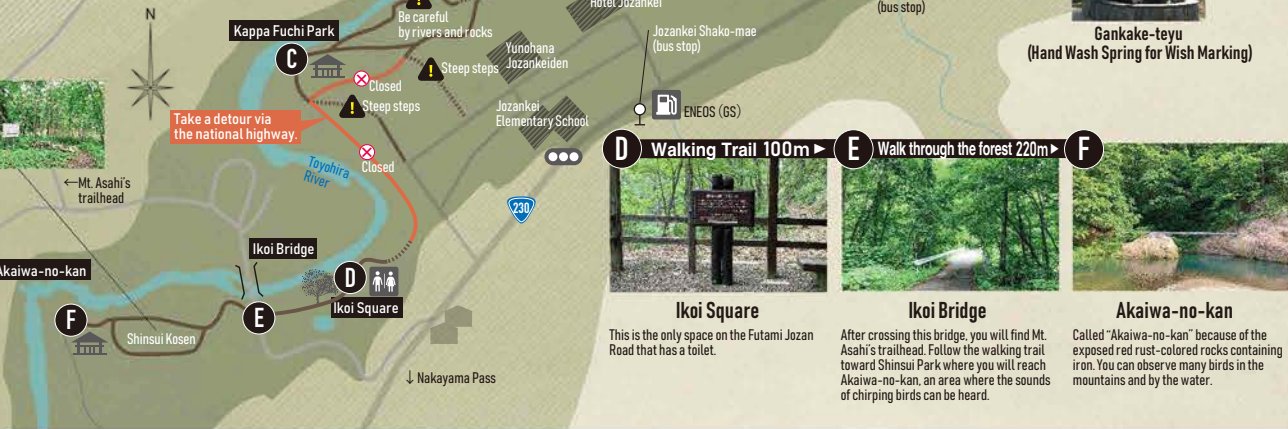 N
Kappa Fuchi Park
C
Be careful
by rivers and rocks
Hotel Jozankei
Yunohana
Jozankeiden
Jozankei Shako-mae
(bus stop)
(bus stop)
Gankake-teyu
(Hand Wash Spring for Wish Marking)
Steep steps
Closed
Steep steps
Take a detour via
the national highway.
Jozankei
Elementary School
ENEOS (GS)
Closed
Toyohira
River
←Mt. Asahi's
trailhead
230
Ikoi Bridge
Akaiwa-no-kan
D
Ikoi Square
E
F
Shinsui Kosen
↓ Nakayama Pass
D Walking Trail 100m ▶ E Walk through the forest 220m ▶ F
Ikoi Square
This is the only space on the Futami Jozan
Road that has a toilet.
Ikoi Bridge
After crossing this bridge, you will find Mt.
Asahi's trailhead. Follow the walking trail
toward Shinsui Park where you will reach
Akaiwa-no-kan, an area where the sounds
of chirping birds can be heard.
Akaiwa-no-kan
Called "Akaiwa-no-kan" because of the
exposed red rust-colored rocks containing
iron. You can observe many birds in the
mountains and by the water.